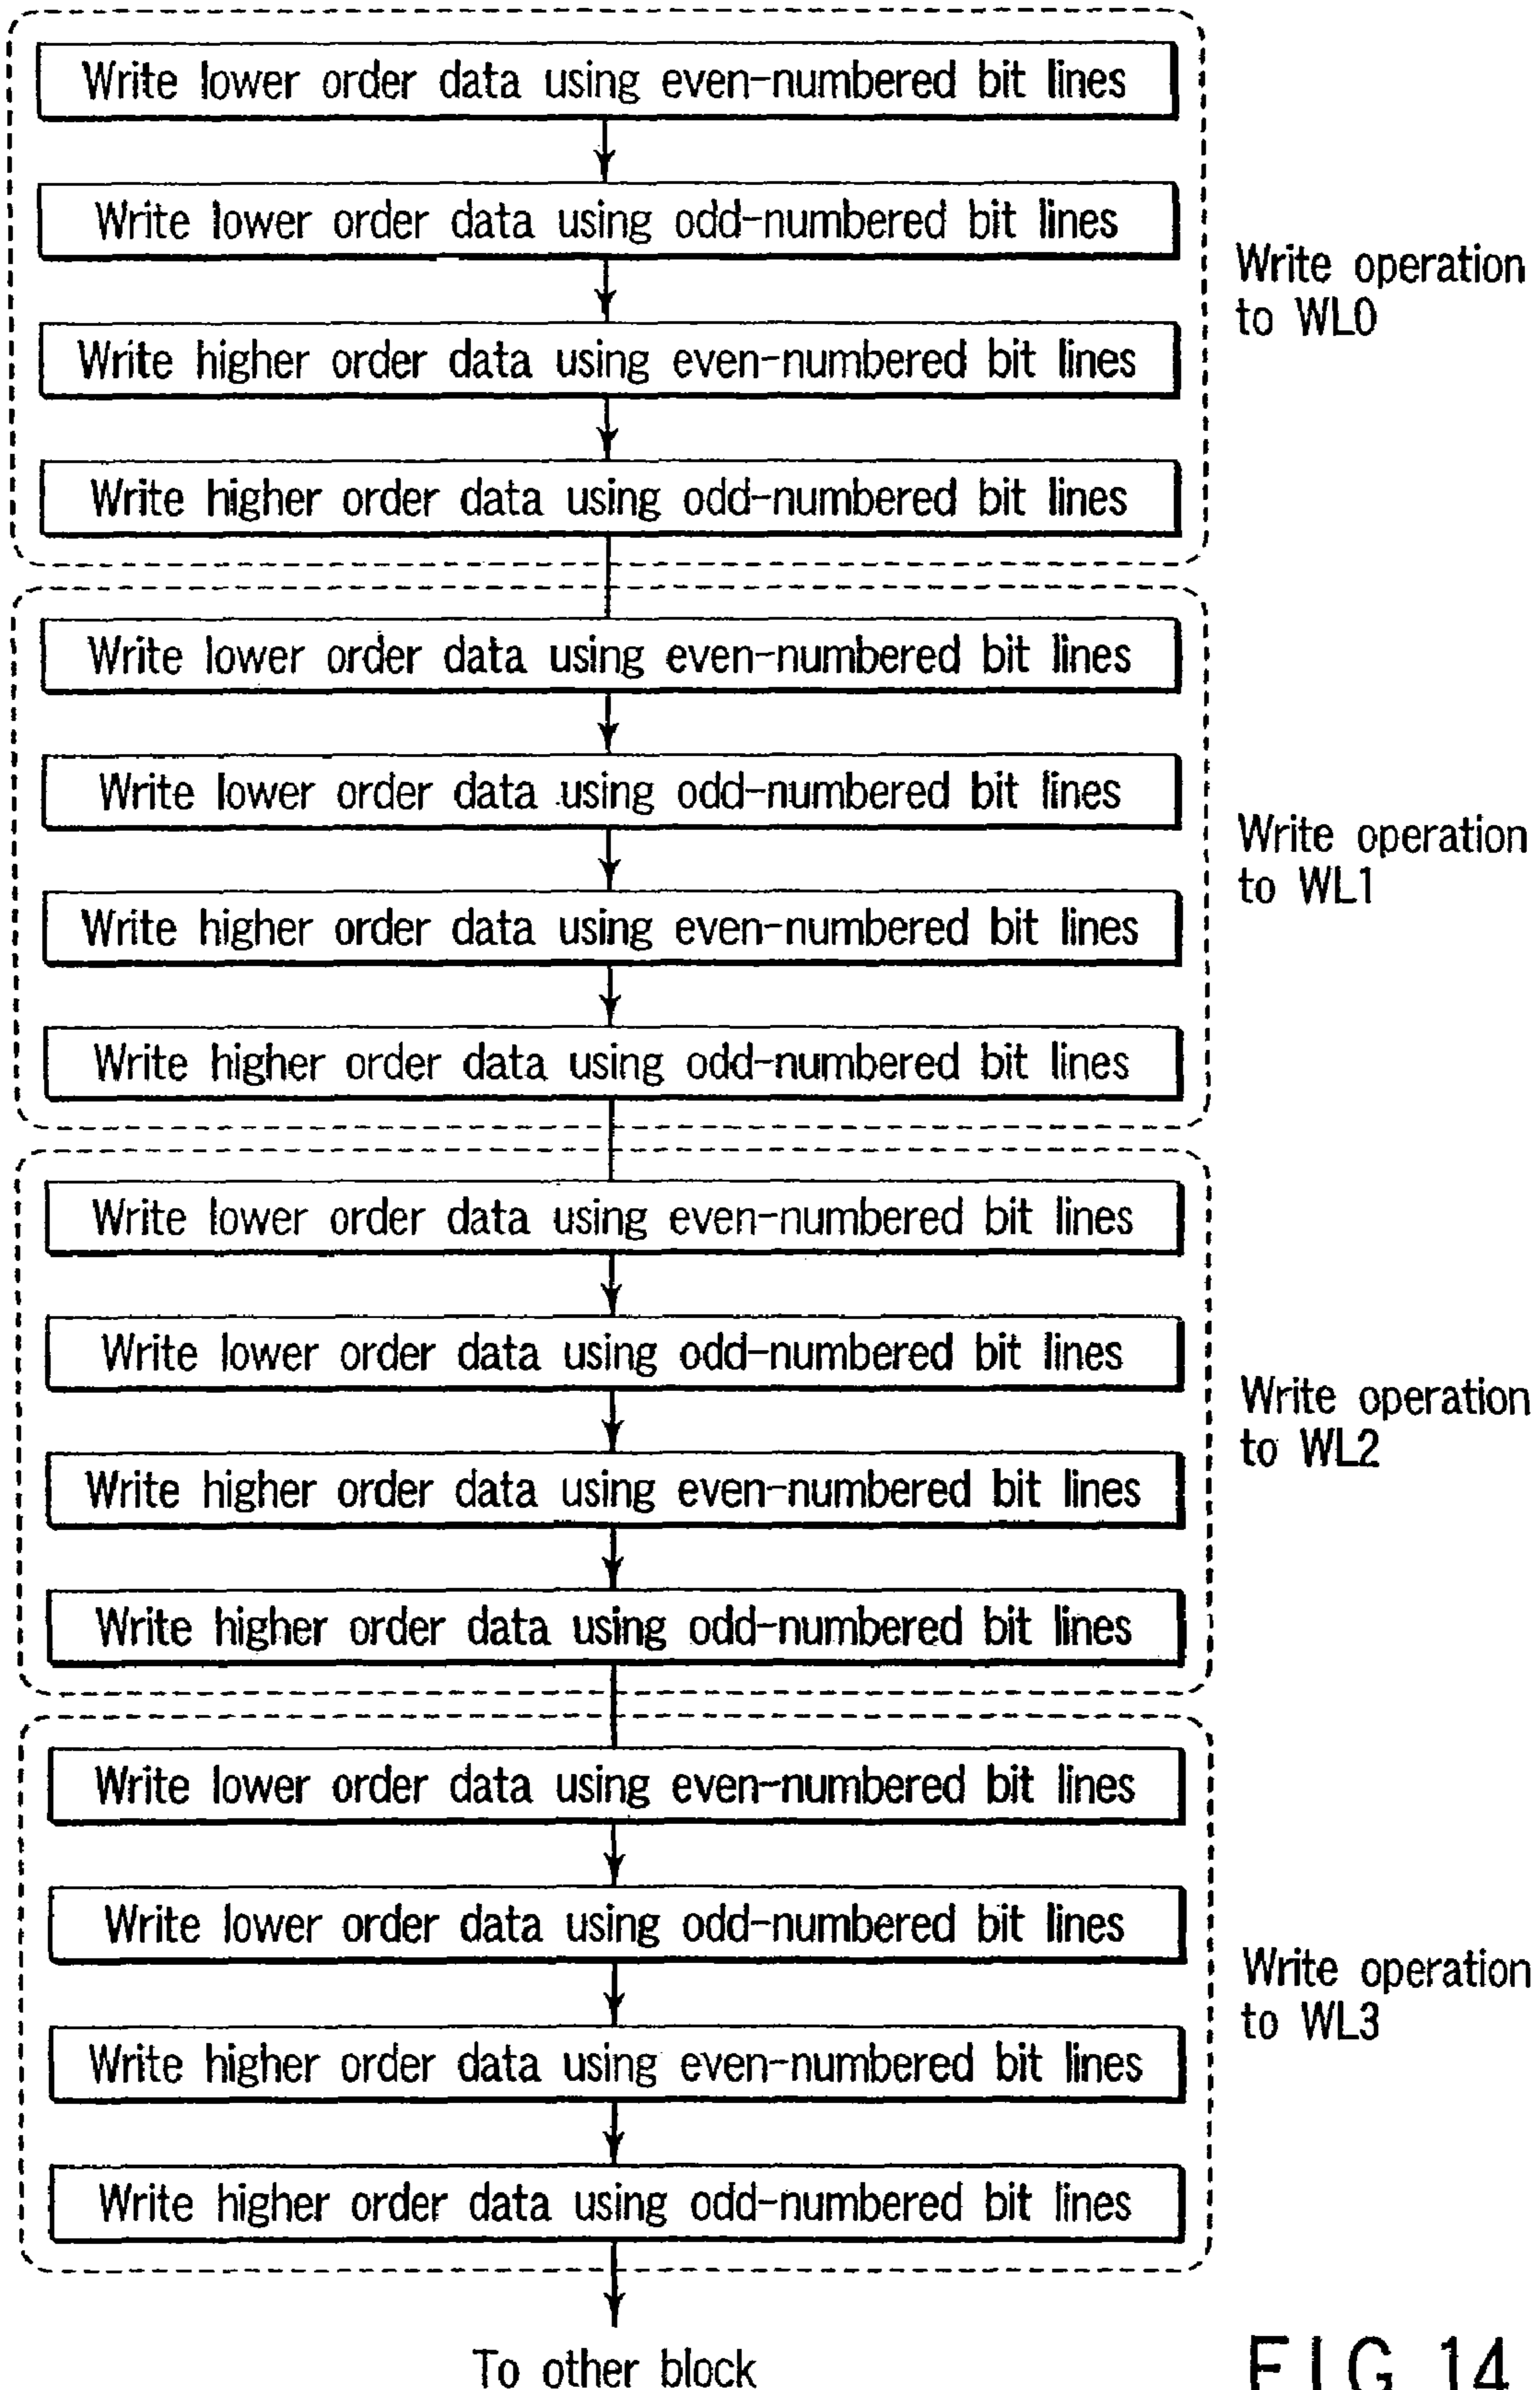 Write lower order data using even-numbered bit lines
Write lower order data using odd-numbered bit lines
Write higher order data using even-numbered bit lines
Write higher order data using odd-numbered bit lines
Write operation
to WL0
Write lower order data using even-numbered bit lines
Write lower order data using odd-numbered bit lines
Write higher order data using even-numbered bit lines
Write higher order data using odd-numbered bit lines
Write operation
to WL1
Write lower order data using even-numbered bit lines
Write lower order data using odd-numbered bit lines
Write higher order data using even-numbered bit lines
Write higher order data using odd-numbered bit lines
Write operation
to WL2
Write lower order data using even-numbered bit lines
Write lower order data using odd-numbered bit lines
Write higher order data using even-numbered bit lines
Write higher order data using odd-numbered bit lines
Write operation
to WL3
To other block
FIG. 14